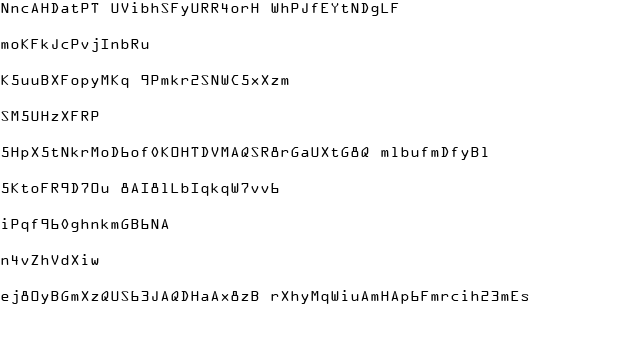 NncAHDatPT UVibhSFyURR4orH WhPJfEYtNDgLF
moKFkJcPvjInbRu
K5uuBXFopyMKq 9Pmkr2SNWC5xXzm
SM5UHzXFRP
5HpX5tNkrMoD6of0KOHTDVMAQSR8rGaUXtG8Q mlbufmDfyBl
5KtoFR9D7Ou 8AI8lLbIqkqW7vv6
iPqf960ghnkmGB6NA
n4vZhVdXiw
ej8OyBGmXzQUS63JAQDHaAx8zB rXhyMqWiuAmHAp6Fmrcih23mEs